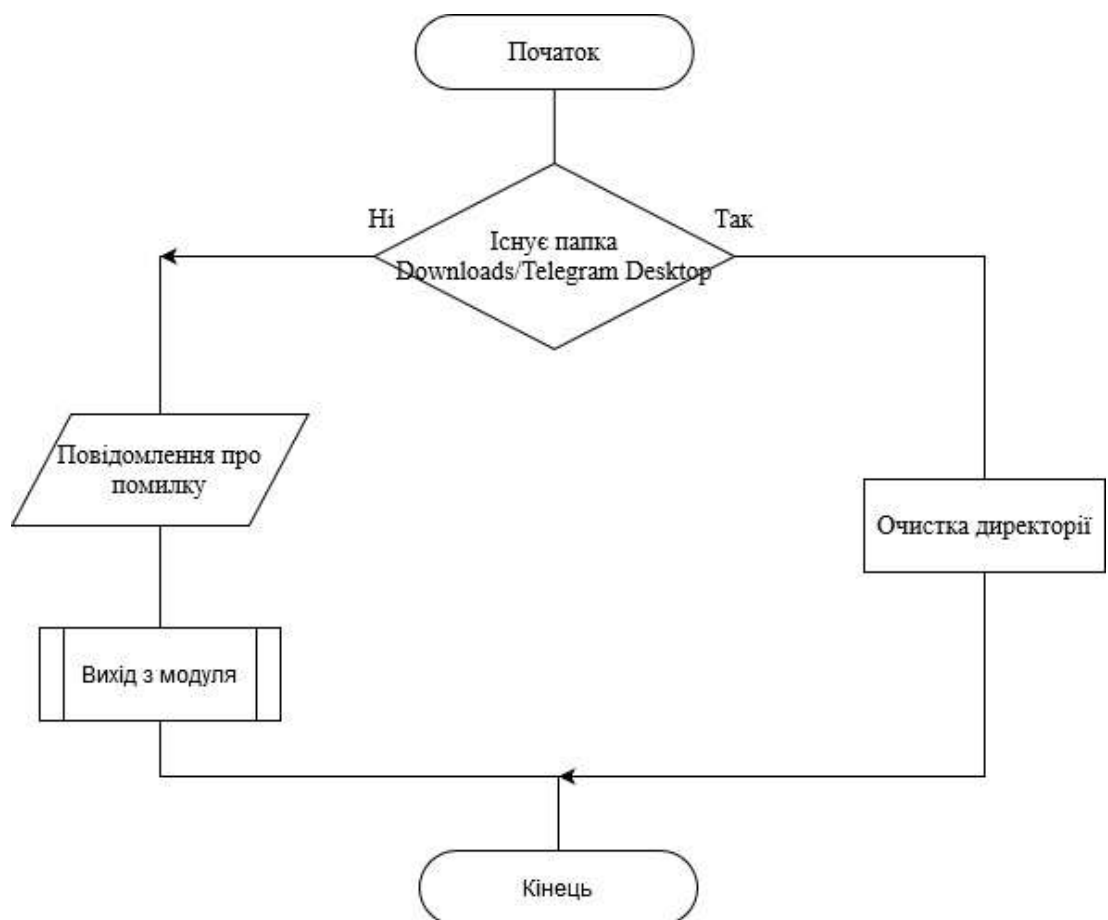 Початок
Ні
Так
Існує папка
Downloads/Telegram Desktop
Повідомлення про
помилку
Очистка директорії
Вихід з модуля
Кінець